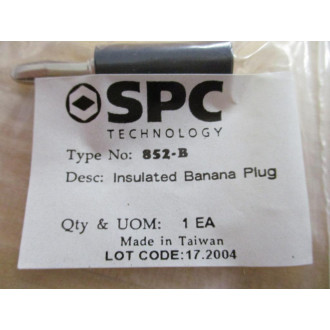 SPC
TECHNOLOGY
Type No: 852-B
Desc: Insulated Banana Plug
Qty & UOM: 1 EA
Made in Taiwan
LOT CODE:17.2004